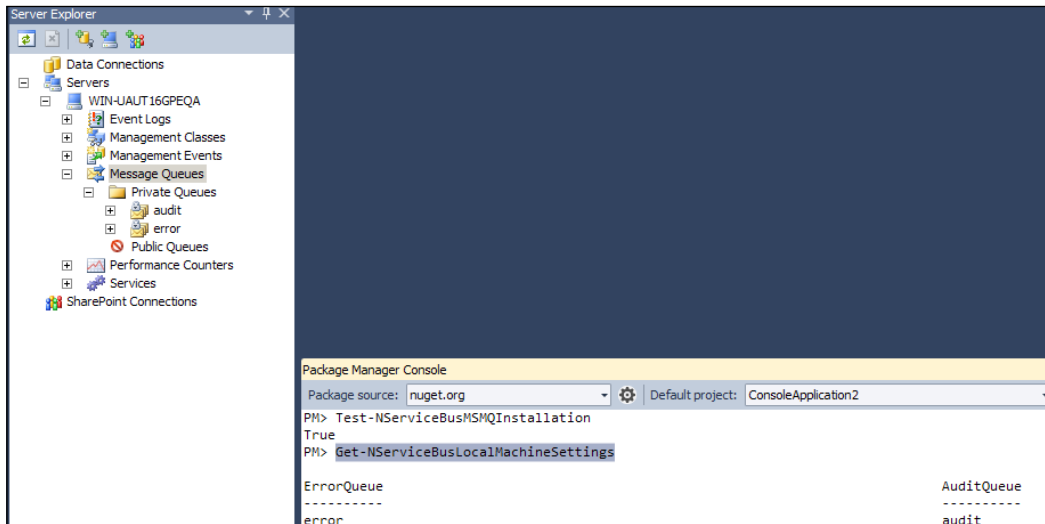 Server Explorer
Data Connections
Servers
WIN-UAUT16GPEQA
Event Logs
Management Classes
Management Events
Message Queues
Private Queues
audit
error
Public Queues
Performance Counters
Services
SharePoint Connections
Package Manager Console
Package source: nuget.org Default project: ConsoleApplication2
PM> Test-NServiceBusMSMQInstallation
True
PM> Get-NServiceBusLocalMachineSettings
ErrorQueue AuditQueue
---------- ----------
error audit